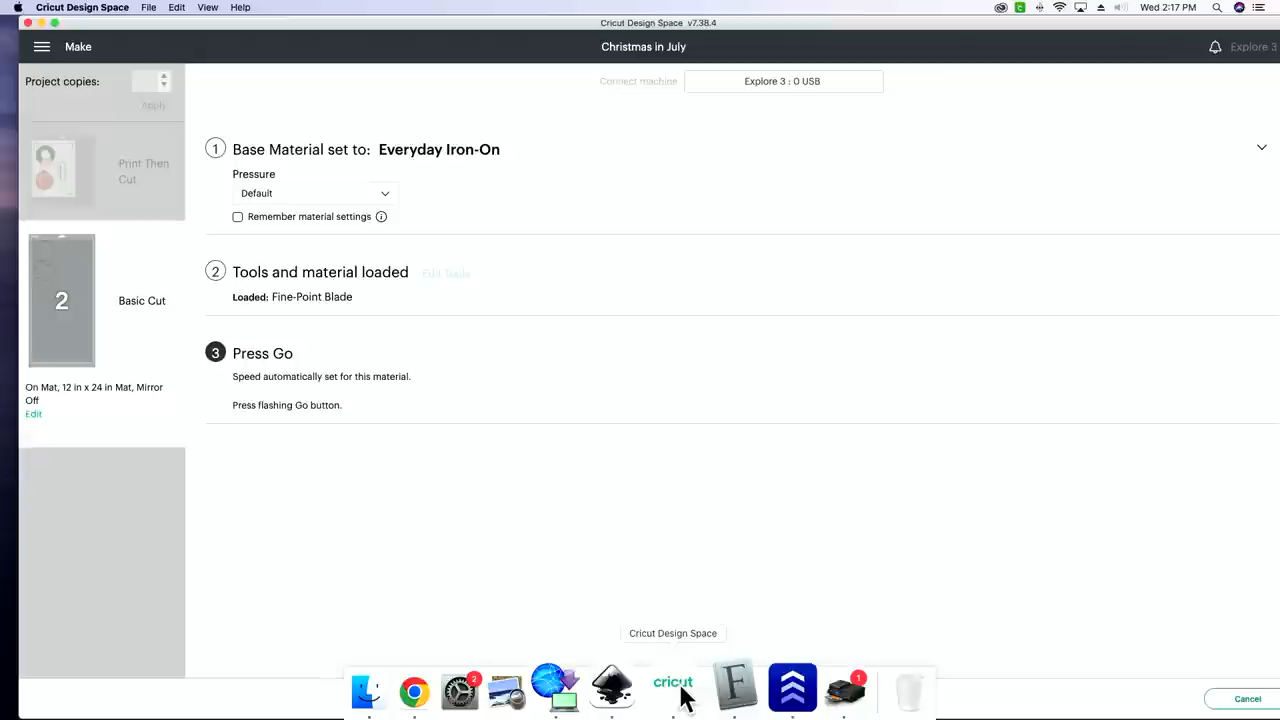 Cricut Design Space File Edit View Help
Wed 2:17 PM
Cricut Design Space v7.38.4
Make
Christmas in July
Explore 3
Project copies:
Apply
Connect machine
Explore 3 : 0 USB
Print Then
Cut
1 Base Material set to: Everyday Iron-On
Pressure
Default
Remember material settings
2
Basic Cut
On Mat, 12 in x 24 in Mat, Mirror
Off
Edit
2 Tools and material loaded Edit Tools
Loaded: Fine-Point Blade
3 Press Go
Speed automatically set for this material.
Press flashing Go button.
Cricut Design Space
2
cricut
F
1
Cancel